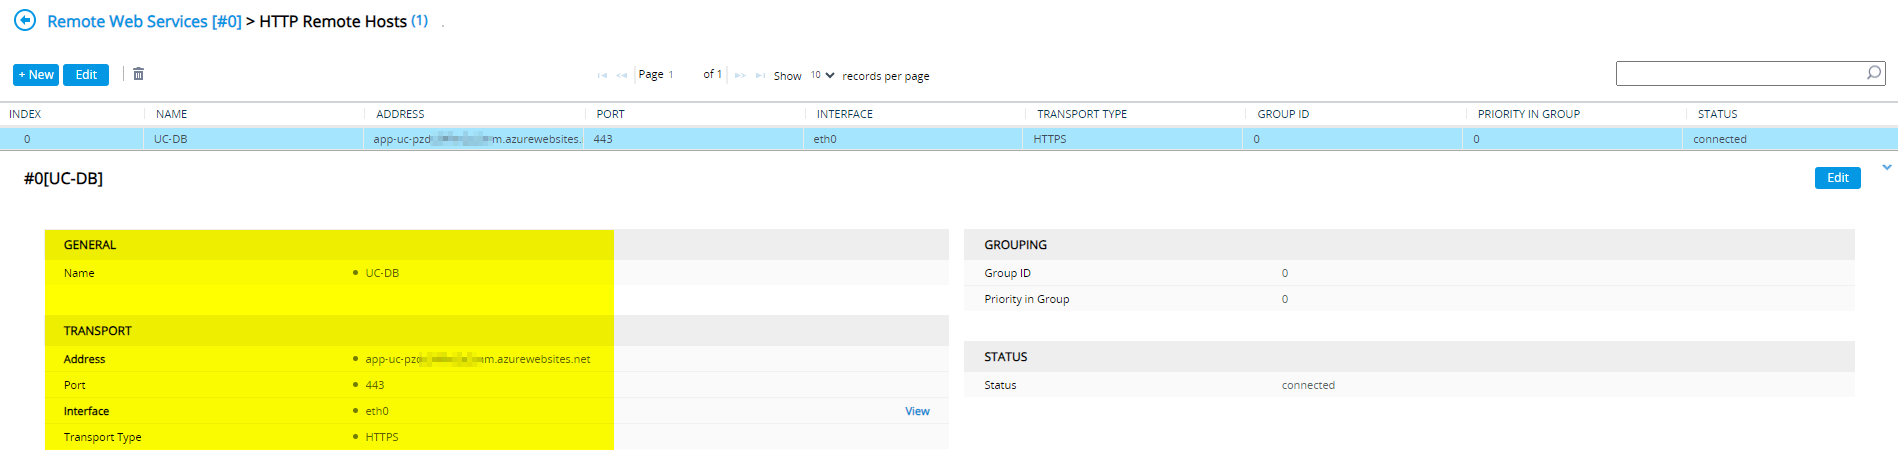 Remote Web Services [#0] > HTTP Remote Hosts (1)
+ New Edit Page 1 of 1 Show 10 records per page
INDEX NAME ADDRESS PORT INTERFACE TRANSPORT TYPE GROUP ID PRIORITY IN GROUP STATUS
0 UC-DB app-uc-pzd m.azurewebsites. 443 eth0 HTTPS 0 0 connected
#0[UC-DB] Edit
GENERAL
Name UC-DB
TRANSPORT
Address app-uc-pzd m.azurewebsites.net
Port 443
Interface eth0 View
Transport Type HTTPS
GROUPING
Group ID 0
Priority in Group 0
STATUS
Status connected